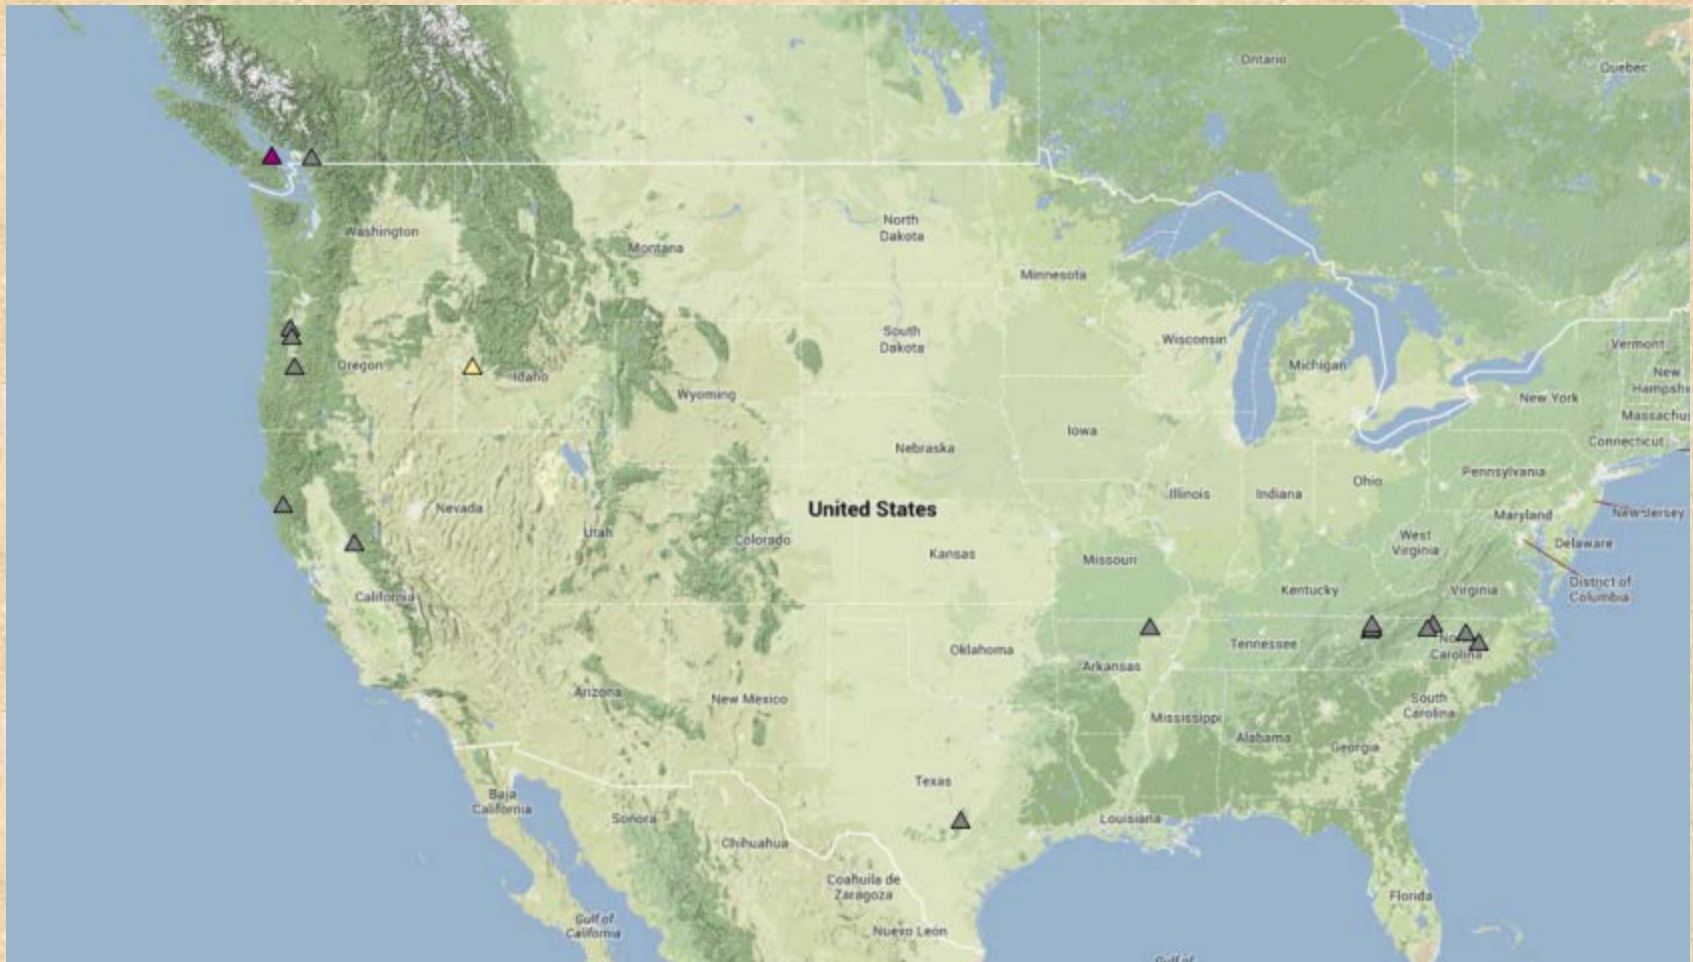 Ontario
Quebec
Washington
Montana
North
Dakota
Minnesota
South
Dakota
Wisconsin
Michigan
Vermont
New
Hampshi
Oregon
Idaho
Wyoming
New York
Massachu
Connecticut
Iowa
Nebraska
Pennsylvania
Ohio
Illinois
Indiana
United States
Nevada
Utah
Colorado
Kansas
Missouri
West
Virginia
Maryland
New Jersey
Delaware
District of
Columbia
Kentucky
Virginia
California
Oklahoma
Tennessee
No
Carolina
Arkansas
Arizona
New Mexico
Mississippi
Alabama
Georgia
South
Carolina
Texas
Louisiana
Baja
California
Sonora
Chihuahua
Coahuila de
Zaragoza
Nuevo León
Gulf of
California
Florida
Gulf of